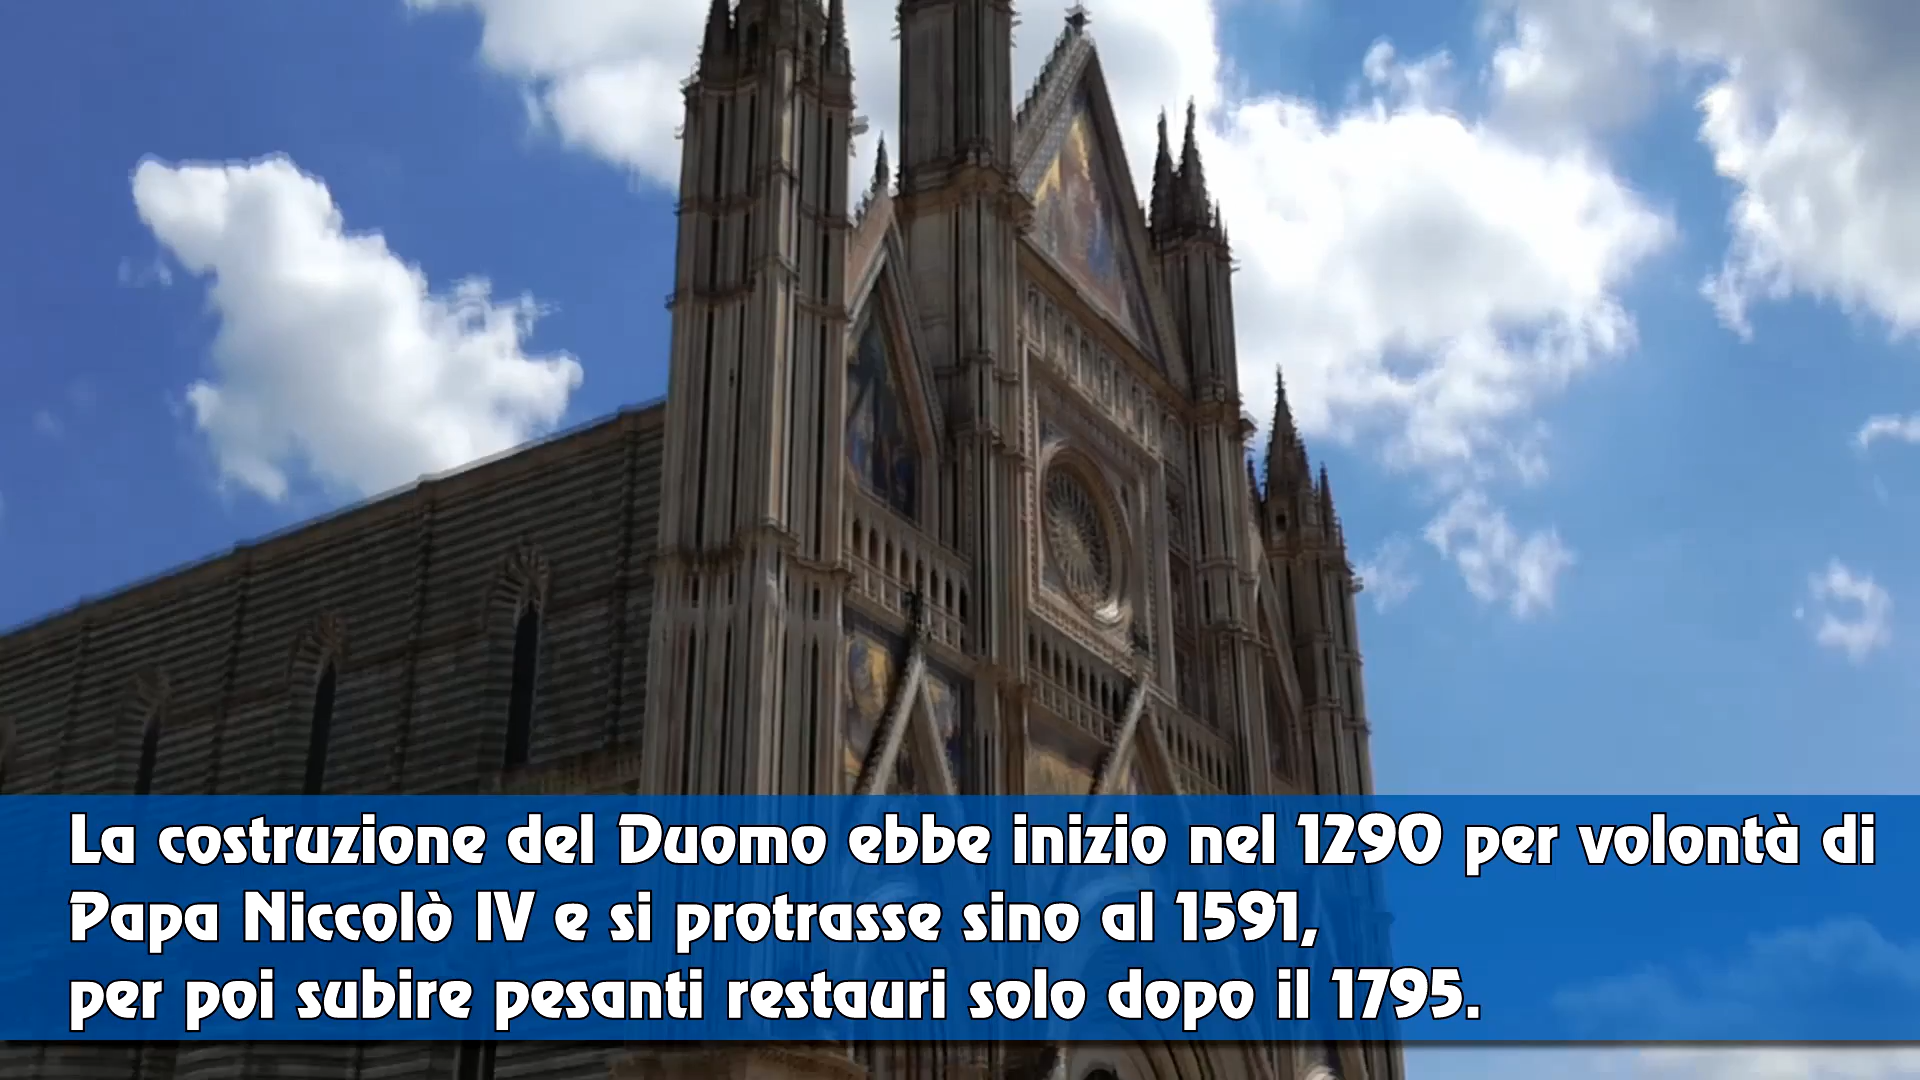 La costruzione del Duomo ebbe inizio nel 1290 per volontà di
Papa Niccolò IV e si protrasse sino al 1591,
per poi subire pesanti restauri solo dopo il 1795.